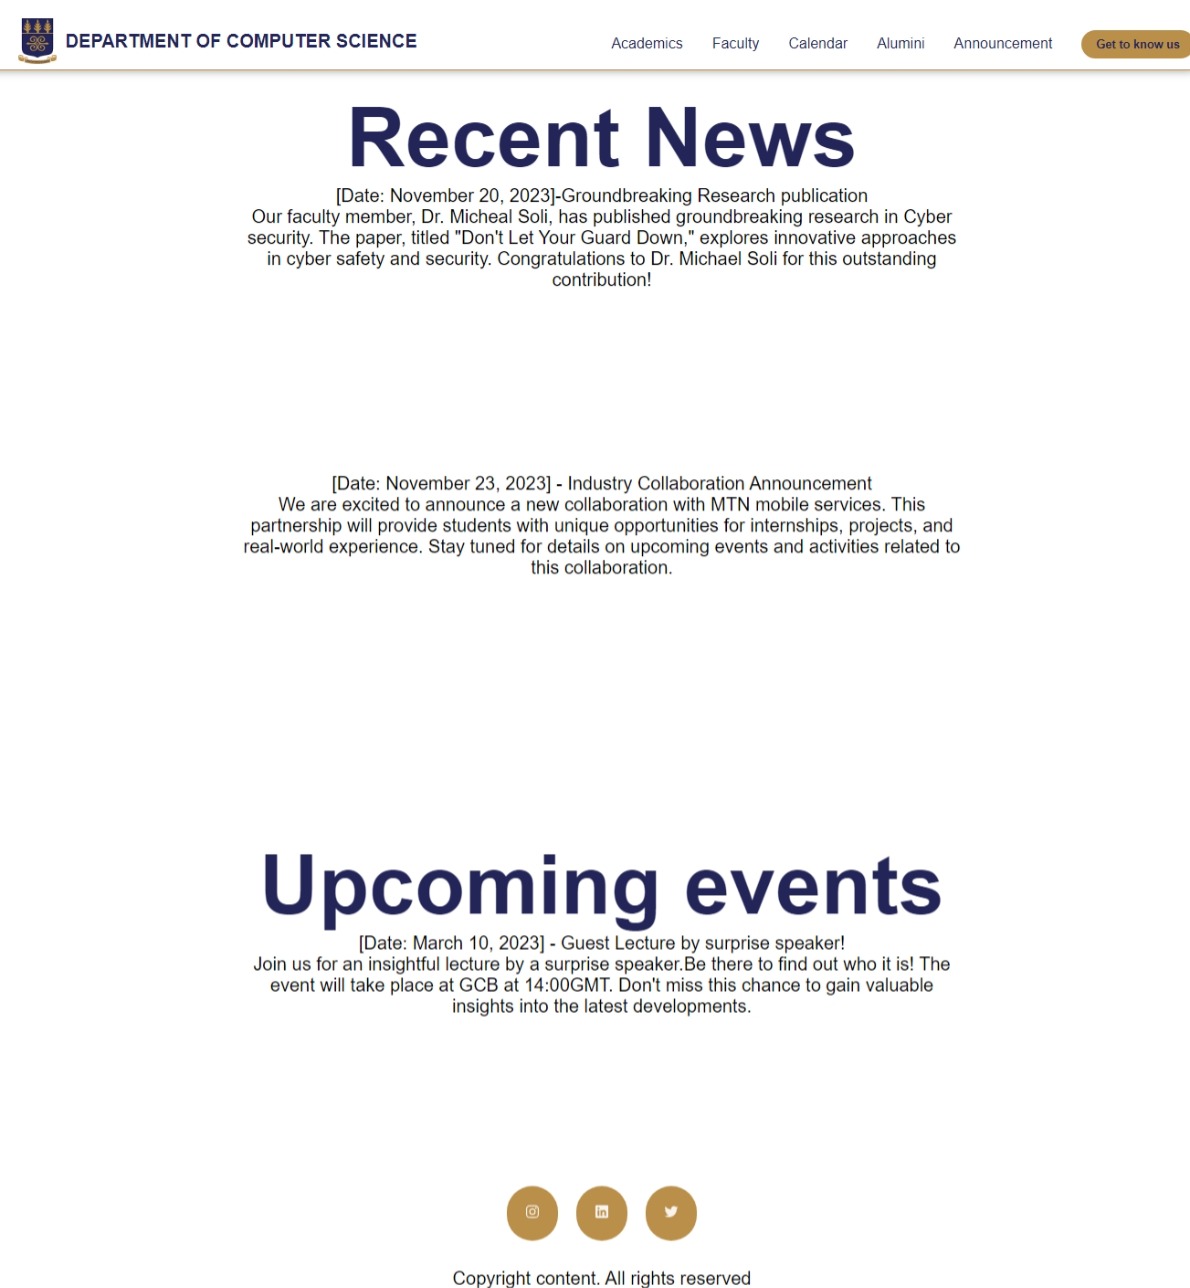 DEPARTMENT OF COMPUTER SCIENCE
Academics
Faculty
Calendar
Alumini
Announcement
Get to know us
Recent News
[Date: November 20, 2023]-Groundbreaking Research publication
Our faculty member, Dr. Micheal Soli, has published groundbreaking research in Cyber
security. The paper, titled "Don't Let Your Guard Down," explores innovative approaches
in cyber safety and security. Congratulations to Dr. Michael Soli for this outstanding
contribution!
[Date: November 23, 2023] - Industry Collaboration Announcement
We are excited to announce a new collaboration with MTN mobile services. This
partnership will provide students with unique opportunities for internships, projects, and
real-world experience. Stay tuned for details on upcoming events and activities related to
this collaboration.
Upcoming events
[Date: March 10, 2023] - Guest Lecture by surprise speaker!
Join us for an insightful lecture by a surprise speaker.Be there to find out who it is! The
event will take place at GCB at 14:00GMT. Don't miss this chance to gain valuable
insights into the latest developments.
Copyright content. All rights reserved